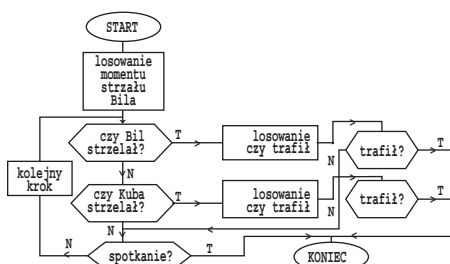 START
losowanie
momentu
strzału
Bila
czy Bil
strzelał?
T
losowanie
czy trafił
trafił?
T
N
N
kolejny
krok
czy Kuba
strzelał?
T
losowanie
czy trafił
trafił?
T
N
N
N
spotkanie?
T
KONIEC